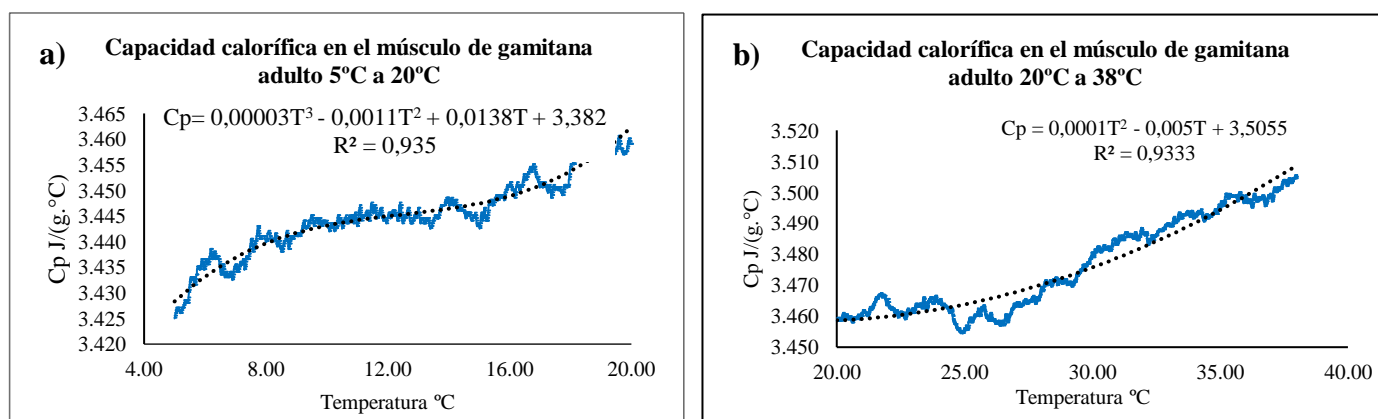 a)
Capacidad calorífica en el músculo de gamitana
adulto 5ºC a 20ºC
Cp= 0,00003T³ - 0,0011T² + 0,0138T + 3,382
R² = 0,935
Cp J/(g.°C)
3.465
3.460
3.455
3.450
3.445
3.440
3.435
3.430
3.425
3.420
4.00 8.00 12.00 16.00 20.00
Temperatura ºC
b)
Capacidad calorífica en el músculo de gamitana
adulto 20ºC a 38ºC
Cp = 0,0001T² - 0,005T + 3,5055
R² = 0,9333
Cp J/(g.°C)
3.520
3.510
3.500
3.490
3.480
3.470
3.460
3.450
20.00 25.00 30.00 35.00 40.00
Temperatura ºC